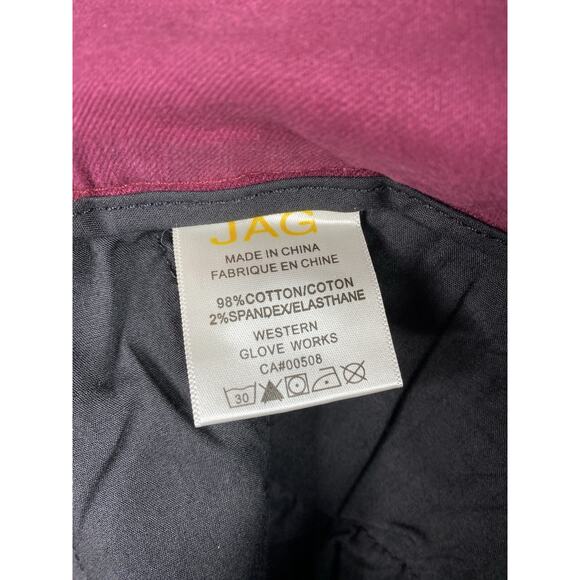 JAG
MADE IN CHINA
FABRIQUE EN CHINE
98%COTTON/COTON
2%SPANDEX/ELASTHANE
WESTERN
GLOVE WORKS
CA#00508
30